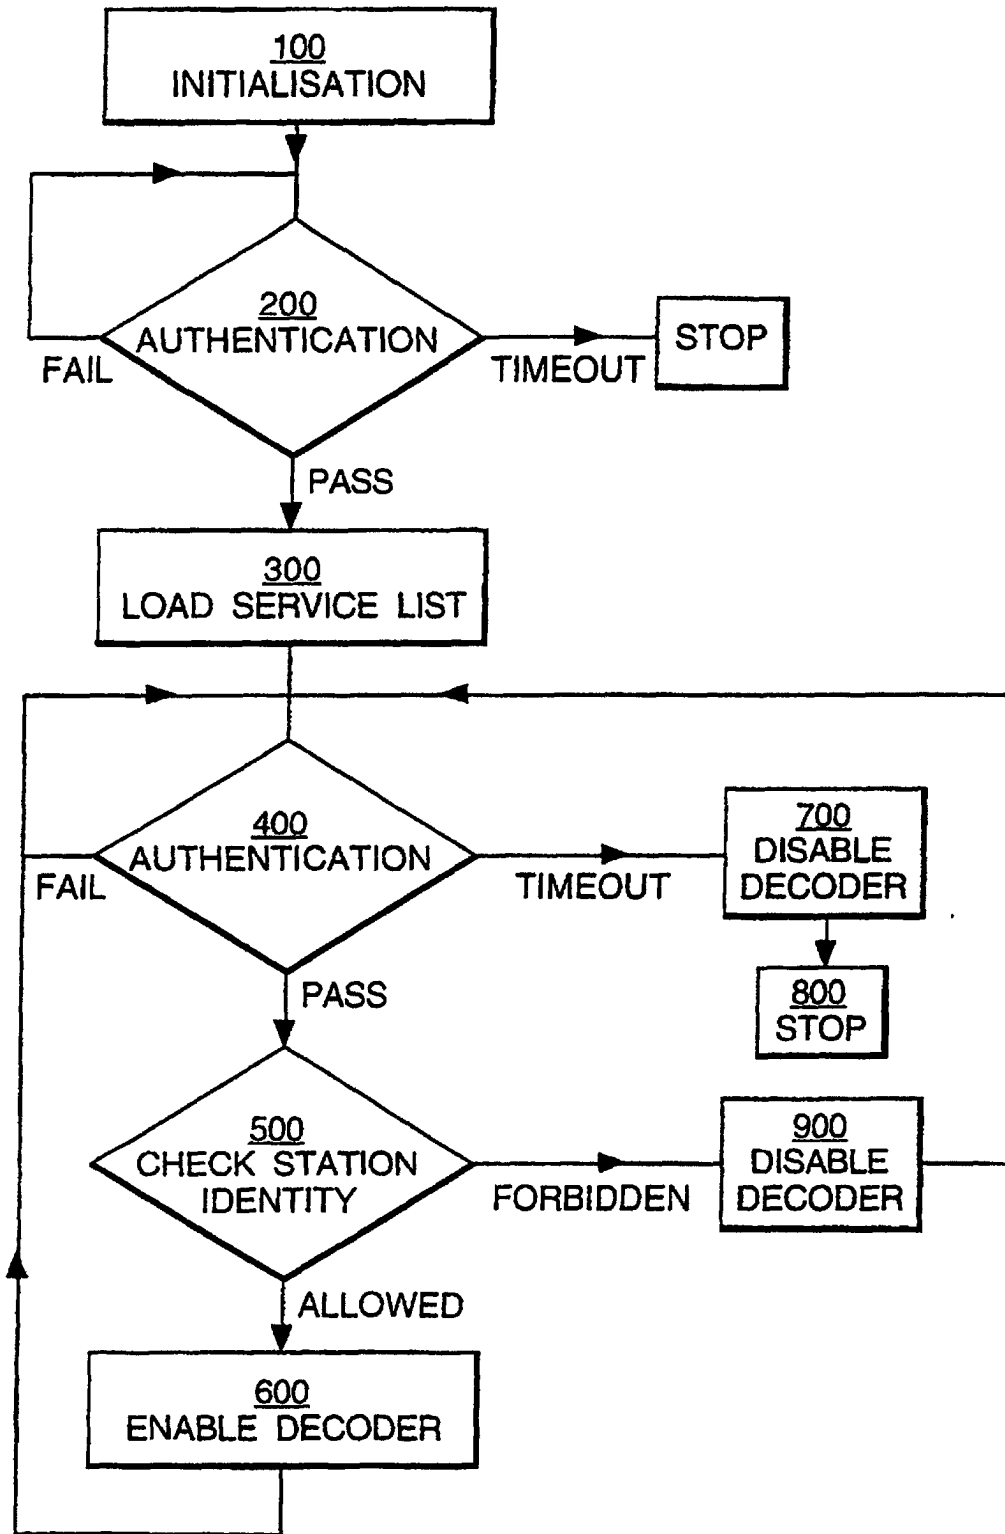 100
INITIALISATION
200
AUTHENTICATION
FAIL
TIMEOUT
STOP
PASS
300
LOAD SERVICE LIST
400
AUTHENTICATION
FAIL
TIMEOUT
700
DISABLE
DECODER
800
STOP
PASS
500
CHECK STATION
IDENTITY
FORBIDDEN
900
DISABLE
DECODER
ALLOWED
600
ENABLE DECODER